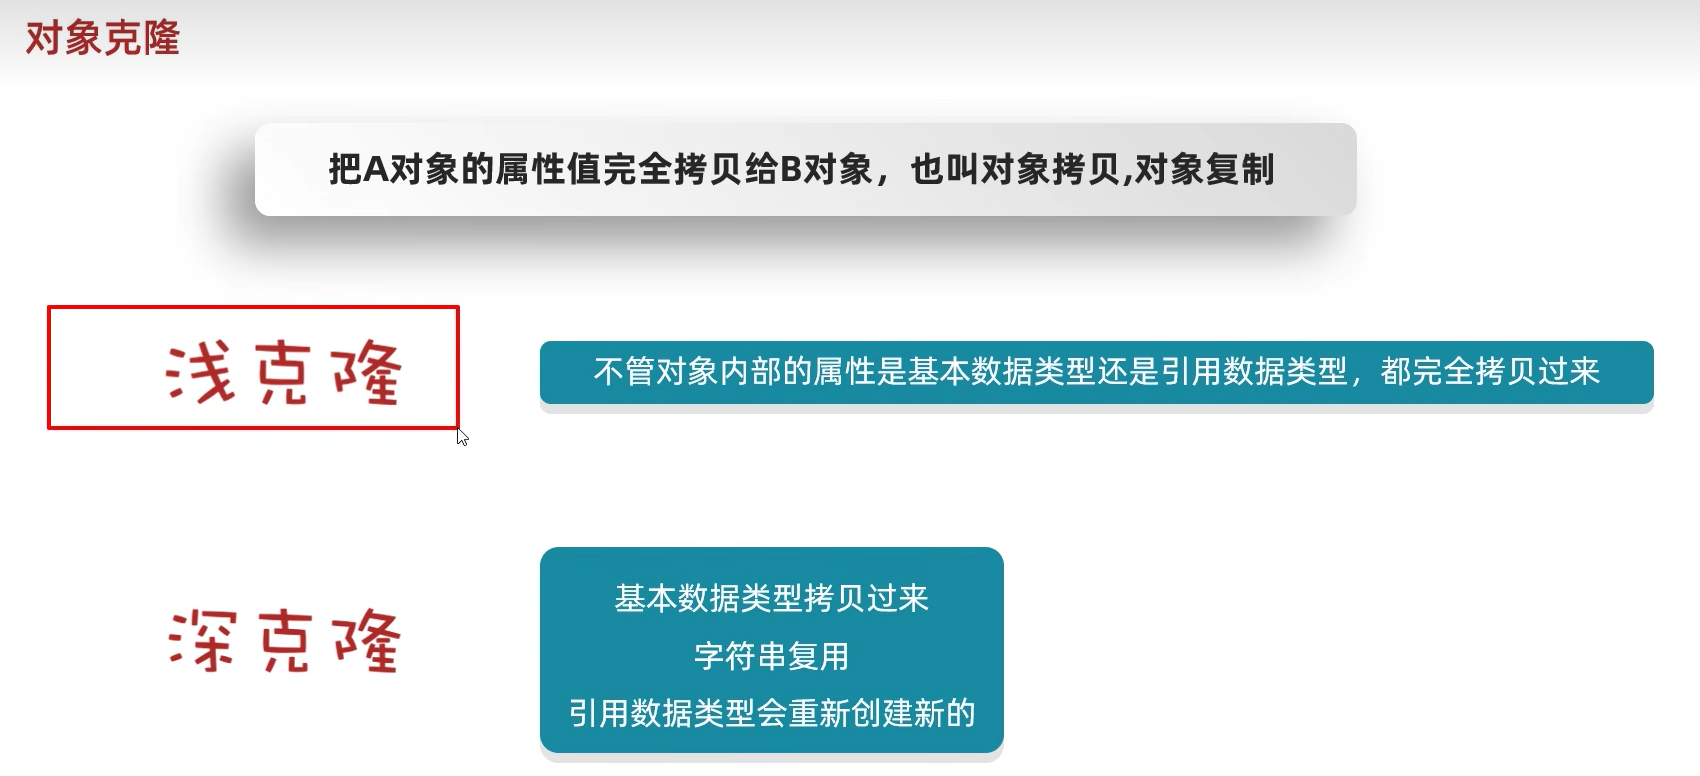 对象克隆
把A对象的属性值完全拷贝给B对象，也叫对象拷贝,对象复制
浅克隆
不管对象内部的属性是基本数据类型还是引用数据类型，都完全拷贝过来
深克隆
基本数据类型拷贝过来
字符串复用
引用数据类型会重新创建新的